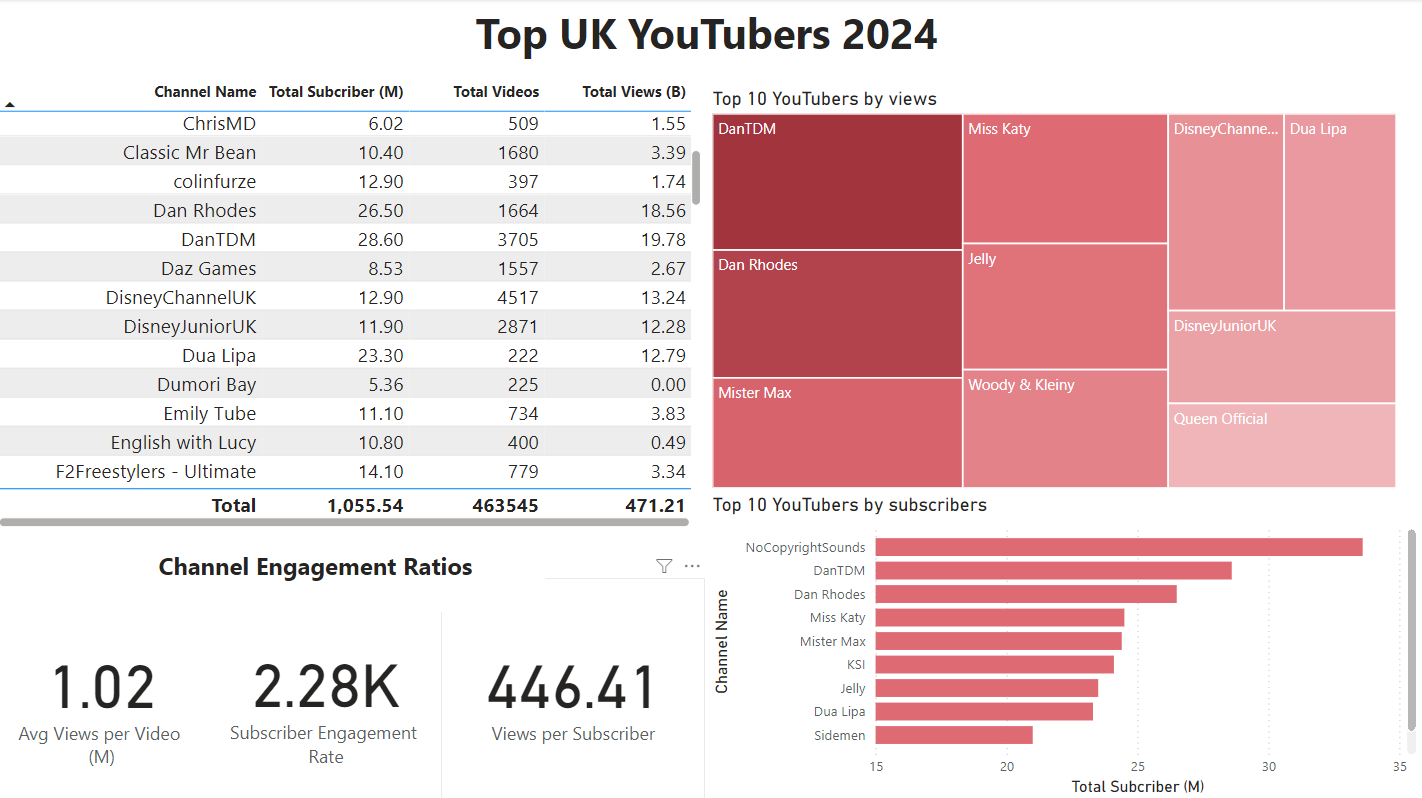 Top UK YouTubers 2024
Channel Name Total Subcriber (M) Total Videos Total Views (B)
ChrisMD 6.02 509 1.55
Classic Mr Bean 10.40 1680 3.39
colinfurze 12.90 397 1.74
Dan Rhodes 26.50 1664 18.56
DanTDM 28.60 3705 19.78
Daz Games 8.53 1557 2.67
DisneyChannelUK 12.90 4517 13.24
DisneyJuniorUK 11.90 2871 12.28
Dua Lipa 23.30 222 12.79
Dumori Bay 5.36 225 0.00
Emily Tube 11.10 734 3.83
English with Lucy 10.80 400 0.49
F2Freestylers - Ultimate 14.10 779 3.34
Total 1,055.54 463545 471.21
Top 10 YouTubers by views
DanTDM
Dan Rhodes
Mister Max
Miss Katy
Jelly
Woody & Kleiny
DisneyChanne...
Dua Lipa
DisneyJuniorUK
Queen Official
Channel Engagement Ratios
1.02
Avg Views per Video
(M)
2.28K
Subscriber Engagement
Rate
446.41
Views per Subscriber
Top 10 YouTubers by subscribers
Channel Name
NoCopyrightSounds
DanTDM
Dan Rhodes
Miss Katy
Mister Max
KSI
Jelly
Dua Lipa
Sidemen
15 20 25 30 35
Total Subcriber (M)